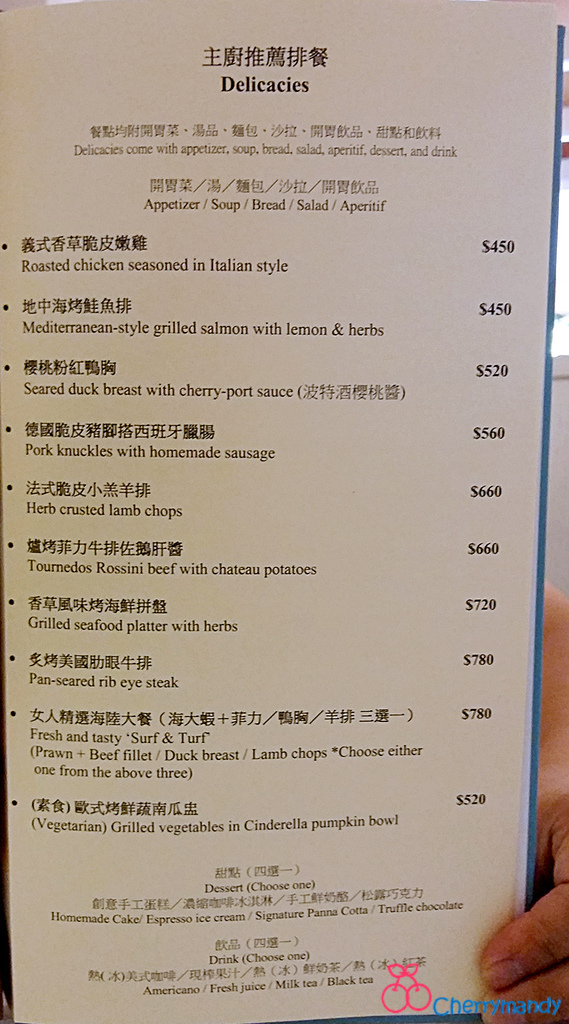 主廚推薦排餐
Delicacies
餐點均附開胃菜、湯品、麵包、沙拉、開胃飲品、甜點和飲料
Delicacies come with appetizer, soup, bread, salad, aperitif, dessert, and drink
開胃菜／湯／麵包／沙拉／開胃飲品
Appetizer / Soup / Bread / Salad / Aperitif
• 義式香草脆皮嫩雞 $450
Roasted chicken seasoned in Italian style
• 地中海烤鮭魚排 $450
Mediterranean-style grilled salmon with lemon & herbs
• 櫻桃粉紅鴨胸 $520
Seared duck breast with cherry-port sauce (波特酒櫻桃醬)
• 德國脆皮豬腳搭西班牙臘腸 $560
Pork knuckles with homemade sausage
• 法式脆皮小羔羊排 $660
Herb crusted lamb chops
• 爐烤菲力牛排佐鵝肝醬 $660
Tournedos Rossini beef with chateau potatoes
• 香草風味烤海鮮拼盤 $720
Grilled seafood platter with herbs
• 炙烤美國肋眼牛排 $780
Pan-seared rib eye steak
• 女人精選海陸大餐（海大蝦＋菲力／鴨胸／羊排 三選一） $780
Fresh and tasty ‘Surf & Turf’
(Prawn + Beef fillet / Duck breast / Lamb chops *Choose either
one from the above three)
• (素食) 歐式烤鮮蔬南瓜盅 $520
(Vegetarian) Grilled vegetables in Cinderella pumpkin bowl
甜點（四選一）
Dessert (Choose one)
創意手工蛋糕／濃縮咖啡冰淇淋／手工鮮奶酪／松露巧克力
Homemade Cake/ Espresso ice cream / Signature Panna Cotta / Truffle chocolate
飲品（四選一）
Drink (Choose one)
熱(冰)美式咖啡／現榨果汁／熱（冰）鮮奶茶／熱（冰）紅茶
Americano / Fresh juice / Milk tea / Black tea
Cherrymandy